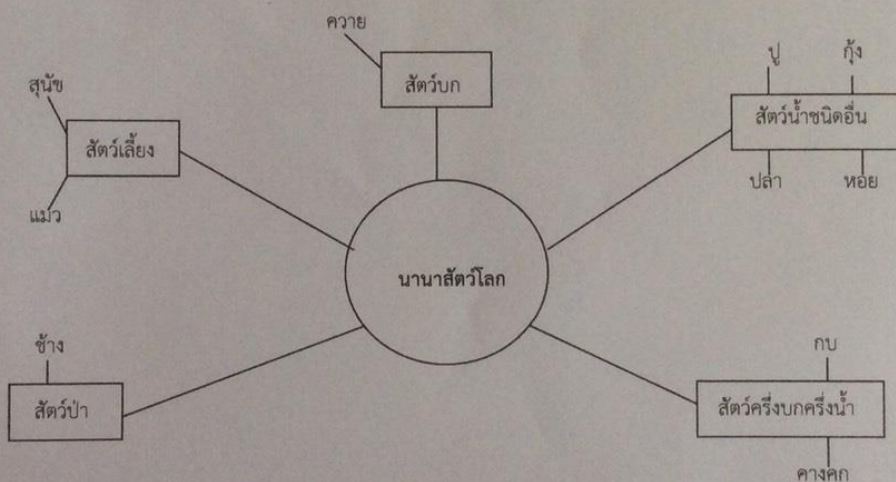 ควาย
สัตว์บก
ปู
กุ้ง
สัตว์น้ำชนิดอื่น
ปลา
หอย
สุนัข
สัตว์เลี้ยง
แมว
นานาสัตว์โลก
ช้าง
สัตว์ป่า
กบ
สัตว์ครึ่งบกครึ่งน้ำ
คางคก